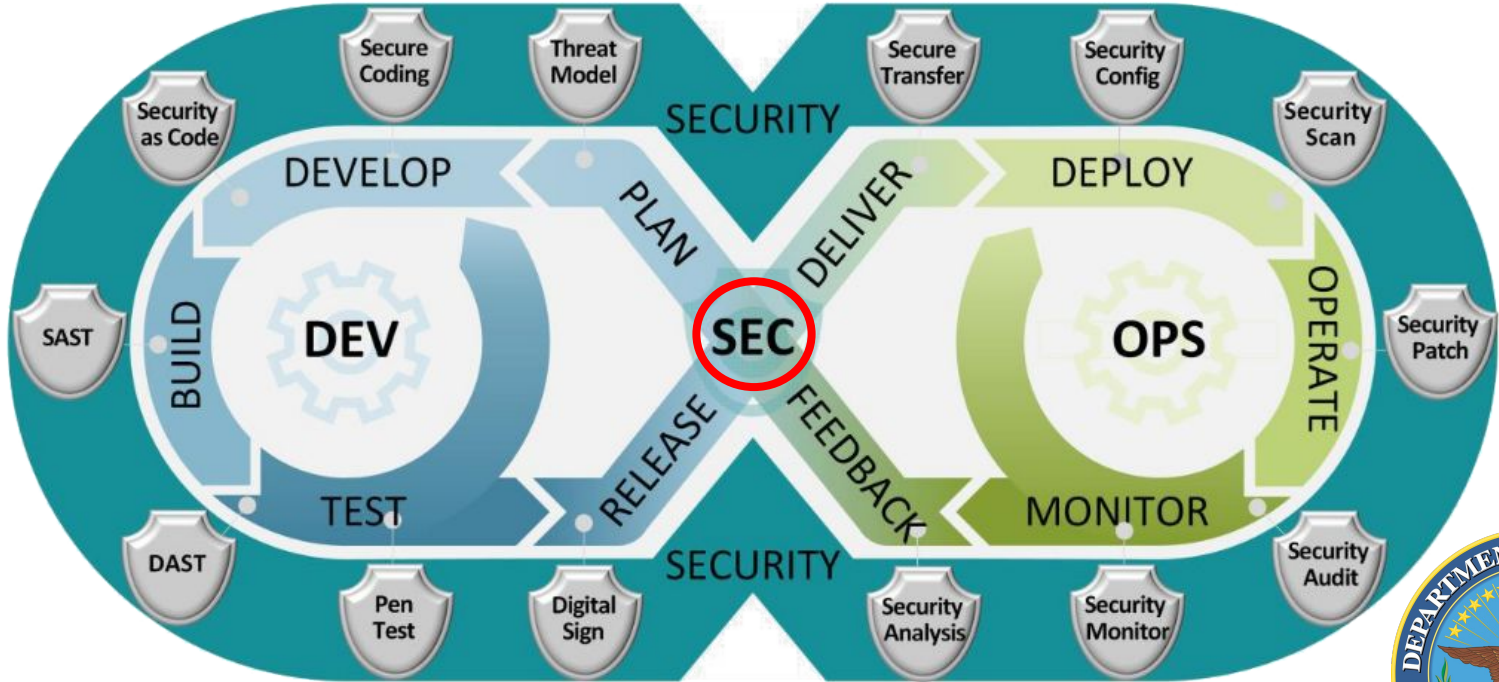 Secure
Coding
Threat
Model
Secure
Transfer
Security
Config
Security
as Code
Security
Scan
SECURITY
DEVELOP
PLAN
DELIVER
DEPLOY
SAST
BUILD
DEV
SEC
OPS
OPERATE
Security
Patch
TEST
RELEASE
FEEDBACK
MONITOR
DAST
Pen
Test
Digital
Sign
SECURITY
Security
Analysis
Security
Monitor
Security
Audit